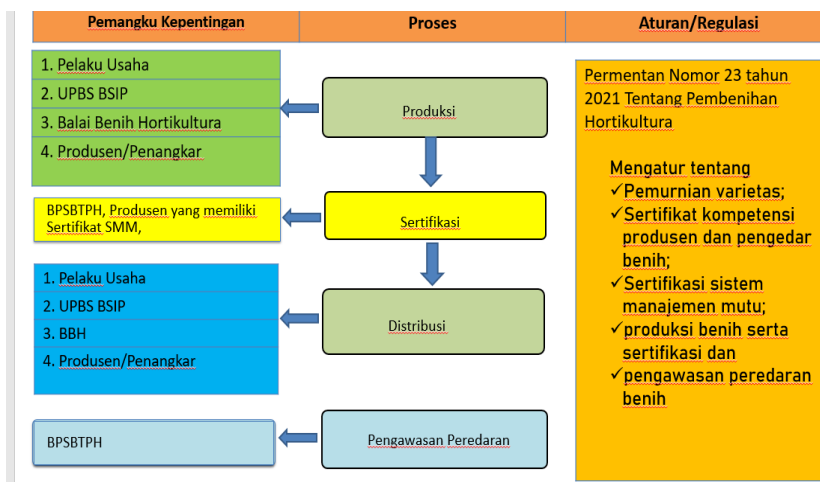 Pemangku Kepentingan
Proses
Aturan/Regulasi
1. Pelaku Usaha
2. UPBS BSIP
3. Balai Benih Hortikultura
4. Produsen/Penangkar
Produksi
BPSBTPH, Produsen yang memiliki
Sertifikat SMM,
Sertifikasi
1. Pelaku Usaha
2. UPBS BSIP
3. BBH
4. Produsen/Penangkar
Distribusi
BPSBTPH
Pengawasan Peredaran
Permentan Nomor 23 tahun
2021 Tentang Pembenihan
Hortikultura
Mengatur tentang
✓Pemurnian varietas;
✓Sertifikat kompetensi
produsen dan pengedar
benih;
✓Sertifikasi sistem
manajemen mutu;
✓produksi benih serta
sertifikasi dan
✓pengawasan peredaran
benih